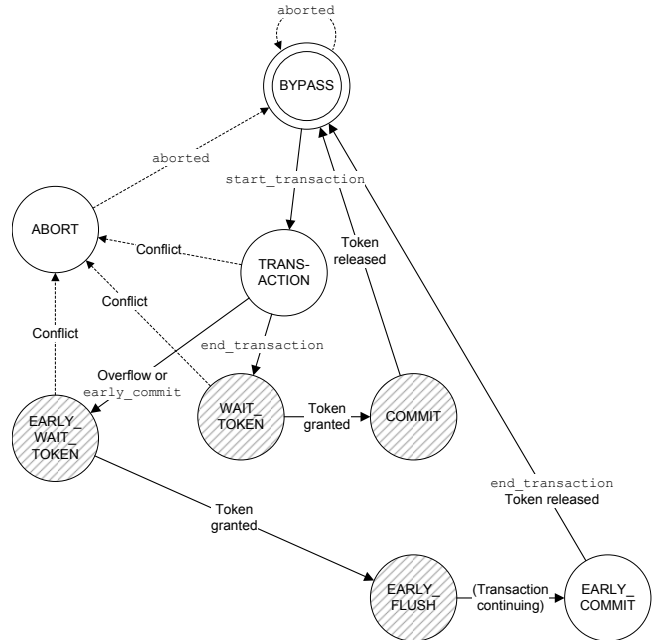 aborted
BYPASS
aborted
start_transaction
ABORT
Conflict
Token
released
TRANS-
ACTION
Conflict
Conflict
end_transaction
Overflow or
early_commit
EARLY_
WAIT_
TOKEN
WAIT_
TOKEN
Token
granted
COMMIT
end_transaction
Token released
Token
granted
EARLY_
FLUSH
(Transaction
continuing)
EARLY_
COMMIT